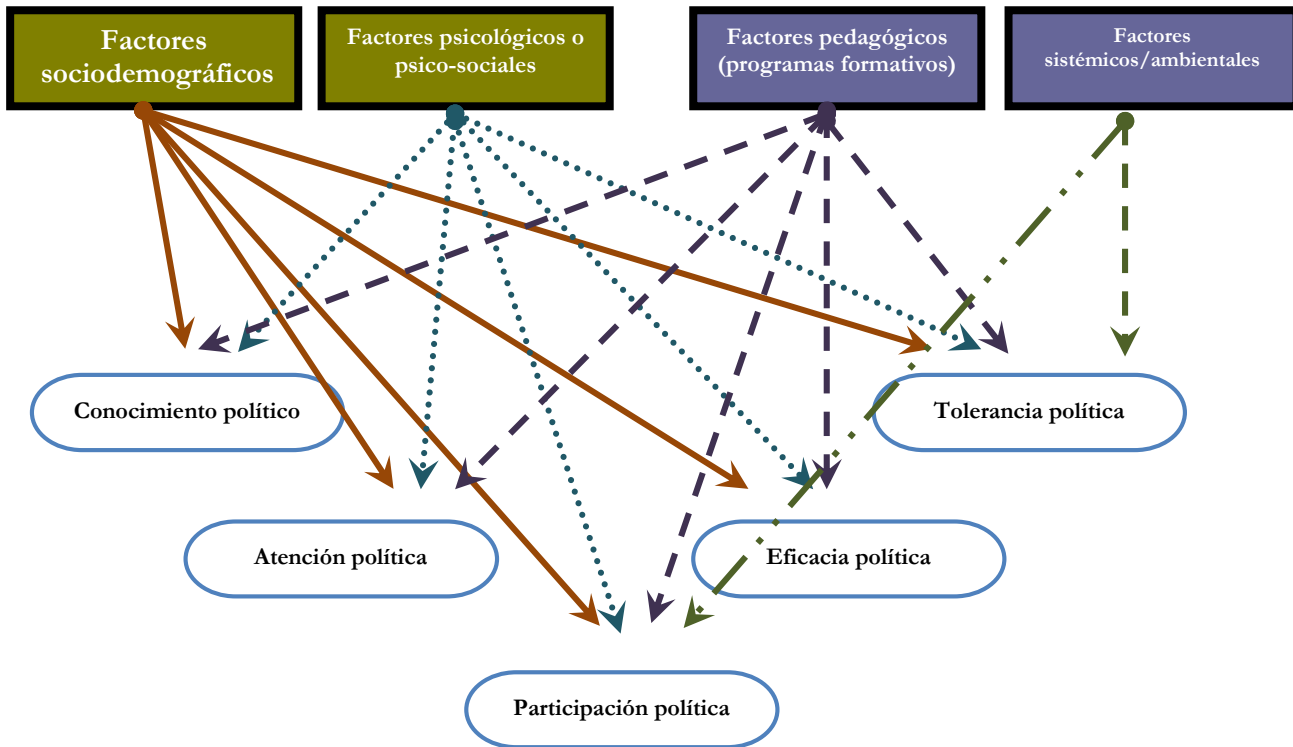 Factores
sociodemográficos
Factores psicológicos o
psico-sociales
Factores pedagógicos
(programas formativos)
Factores
sistémicos/ambientales
Conocimiento político
Tolerancia política
Atención política
Eficacia política
Participación política